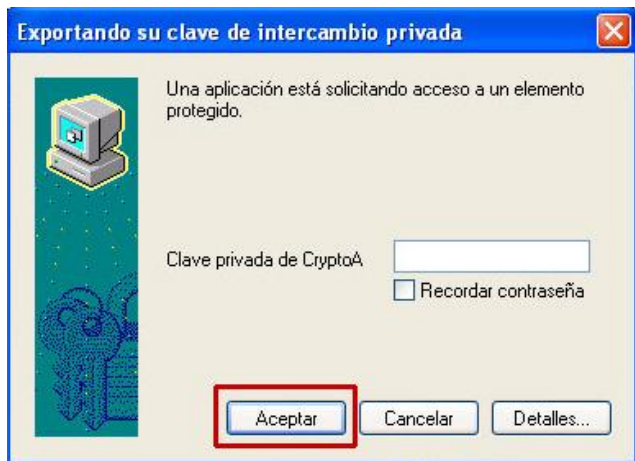 Exportando su clave de intercambio privada
Una aplicación está solicitando acceso a un elemento
protegido.
Clave privada de CryptoA
Recordar contraseña
Aceptar Cancelar Detalles...